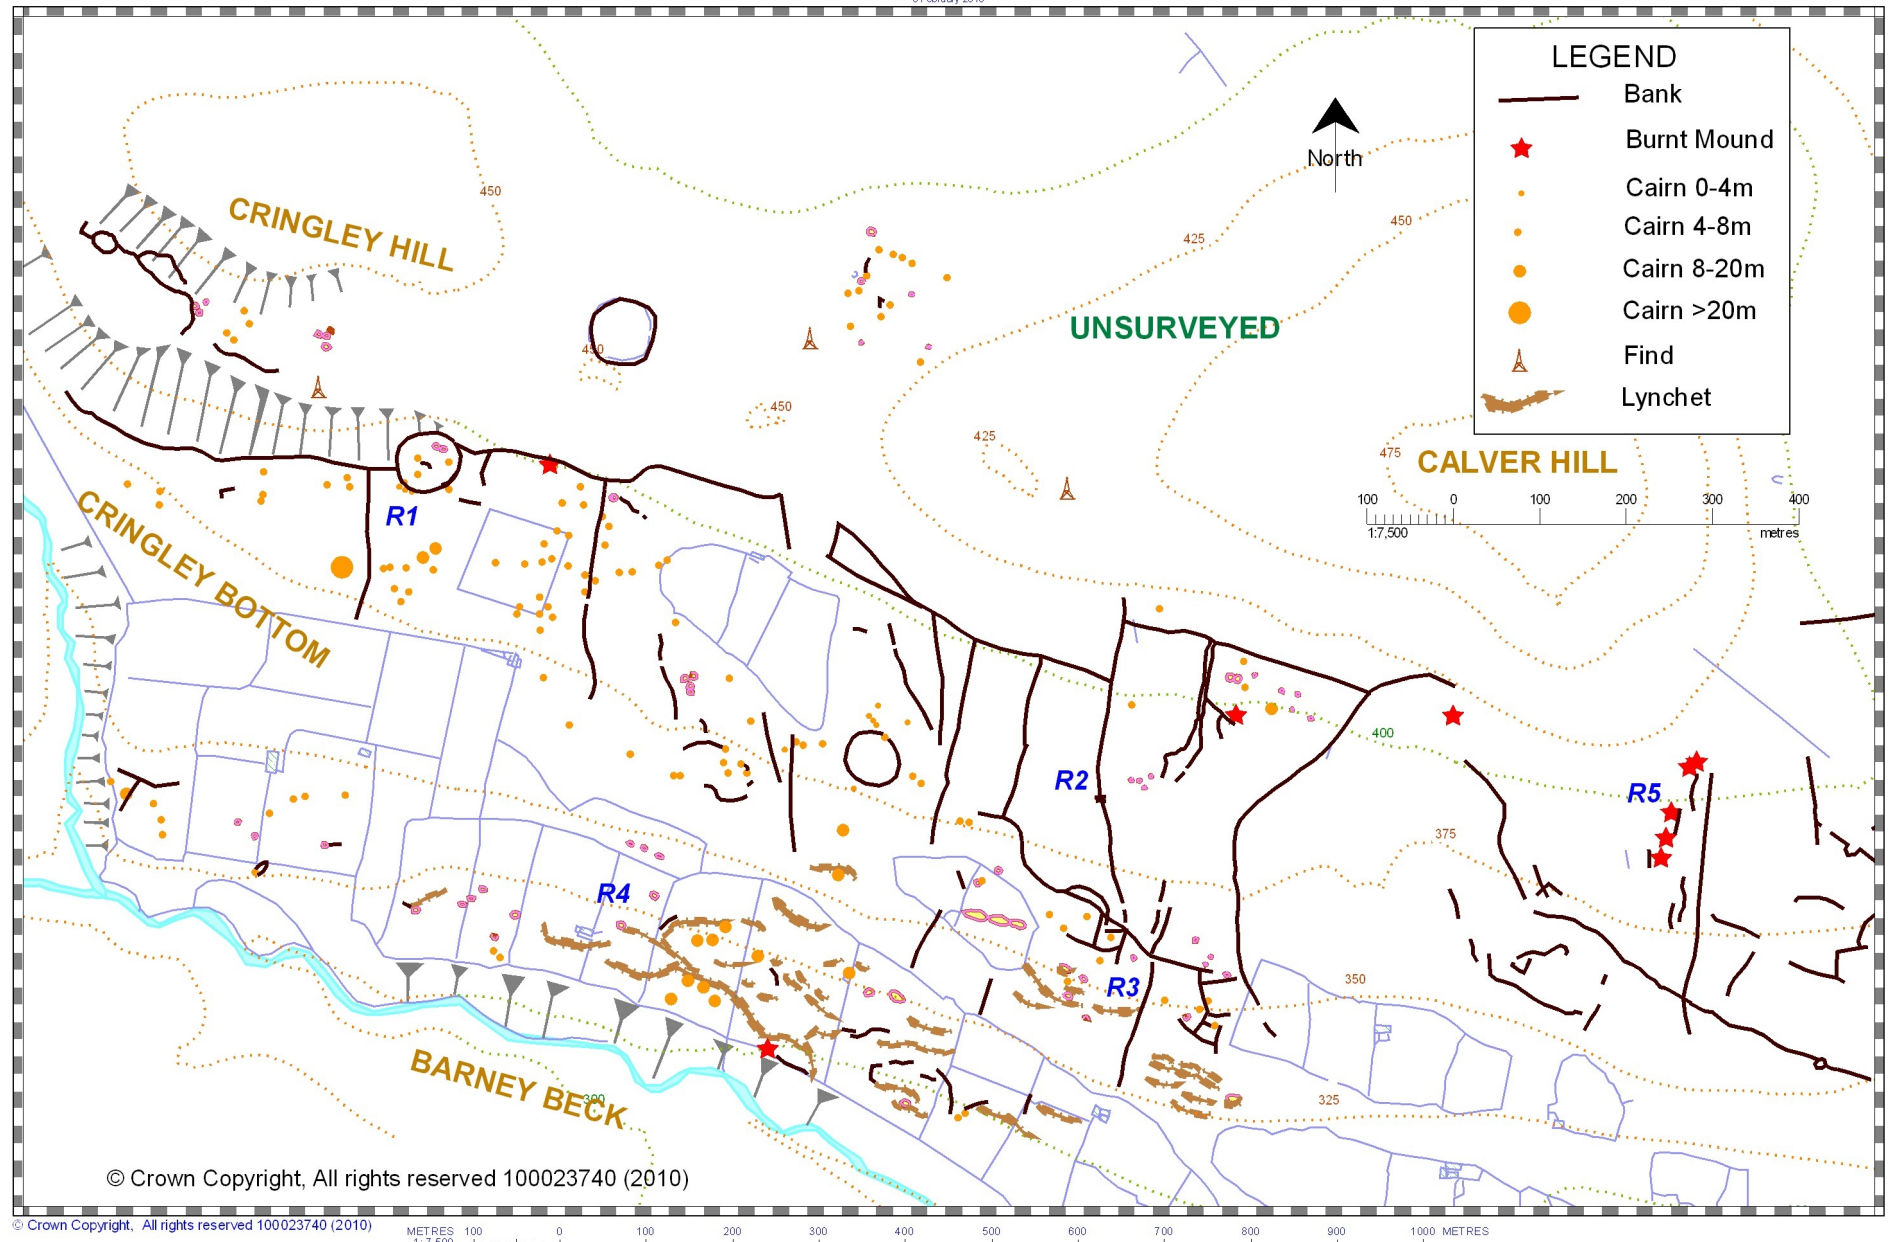 LEGEND
Bank
Burnt Mound
Cairn 0-4m
Cairn 4-8m
Cairn 8-20m
Cairn >20m
Find
Lynchet
North
450
CRINGLEY HILL
450
425
UNSURVEYED
450
450
425
475
CALVER HILL
100 0 100 200 300 400
1:7,500 metres
R1
CRINGLEY BOTTOM
400
R2
R5
375
R4
R3
350
BARNEY BECK
300
325
© Crown Copyright, All rights reserved 100023740 (2010)
© Crown Copyright, All rights reserved 100023740 (2010)
METRES 100 0 100 200 300 400 500 600 700 800 900 1000 METRES